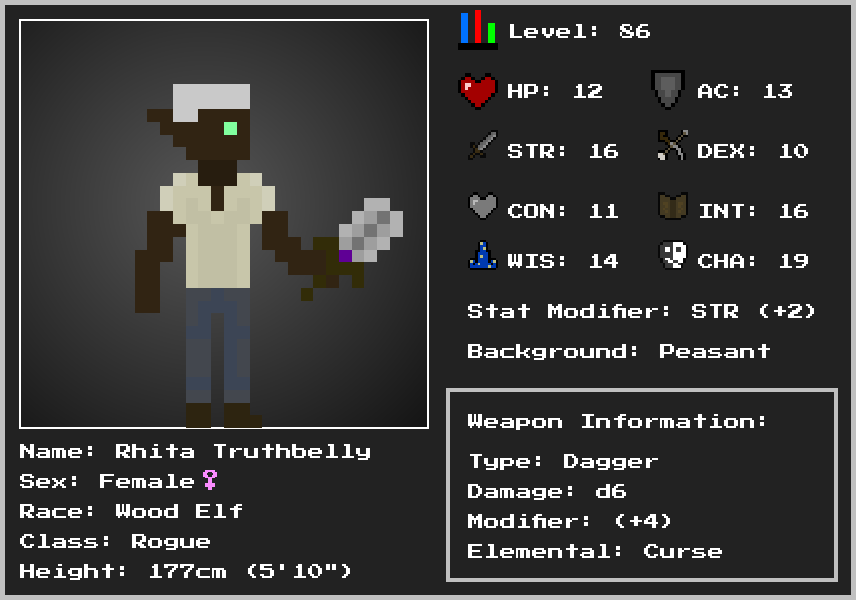 Level: 86
HP: 12 AC: 13
STR: 16 DEX: 10
CON: 11 INT: 16
WIS: 14 CHA: 19
Stat Modifier: STR (+2)
Background: Peasant
Weapon Information:
Type: Dagger
Damage: d6
Modifier: (+4)
Elemental: Curse
Name: Rhita Truthbelly
Sex: Female♀
Race: Wood Elf
Class: Rogue
Height: 177cm (5'10")